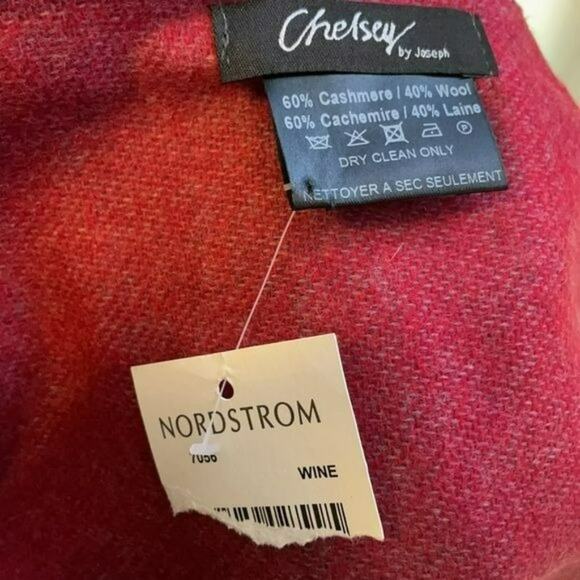 Chelsey
by Joseph
60% Cashmere / 40% Wool
60% Cachemire / 40% Laine
DRY CLEAN ONLY
NETTOYER A SEC SEULEMENT
NORDSTROM
7056
WINE